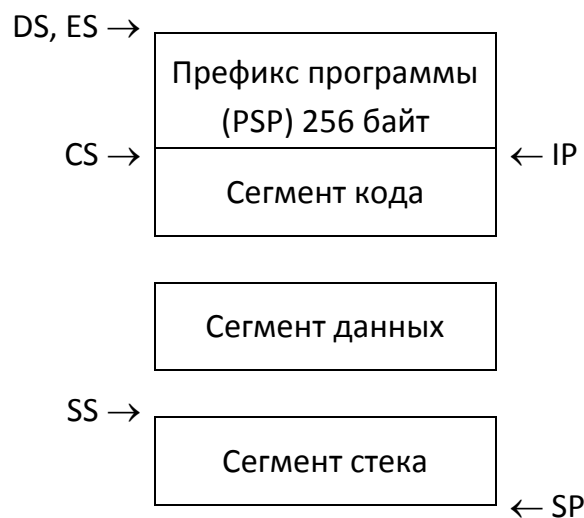 DS, ES →
Префикс программы
(PSP) 256 байт
CS → ← IP
Сегмент кода
Сегмент данных
SS →
Сегмент стека
← SP